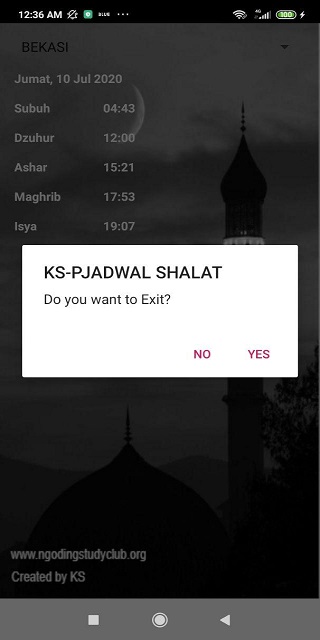 12:36 AM BLUE 4G 100
BEKASI
Jumat, 10 Jul 2020
Subuh 04:43
Dzuhur 12:00
Ashar 15:21
Maghrib 17:53
Isya 19:07
KS-PJADWAL SHALAT
Do you want to Exit?
NO YES
www.ngodingstudyclub.org
Created by KS